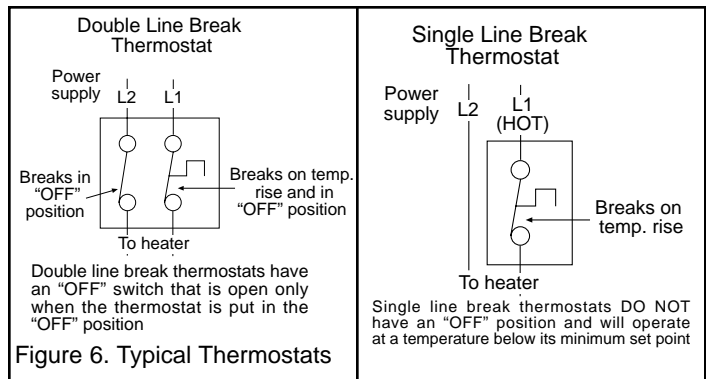 Double Line Break
Thermostat
Power
supply
L2
L1
Breaks in
“OFF”
position
Breaks on temp.
rise and in
“OFF” position
To heater
Double line break thermostats have
an “OFF” switch that is open only
when the thermostat is put in the
“OFF” position
Figure 6. Typical Thermostats
Single Line Break
Thermostat
Power
supply
L2
L1
(HOT)
Breaks on
temp. rise
To heater
Single line break thermostats DO NOT
have an “OFF” position and will operate
at a temperature below its minimum set point